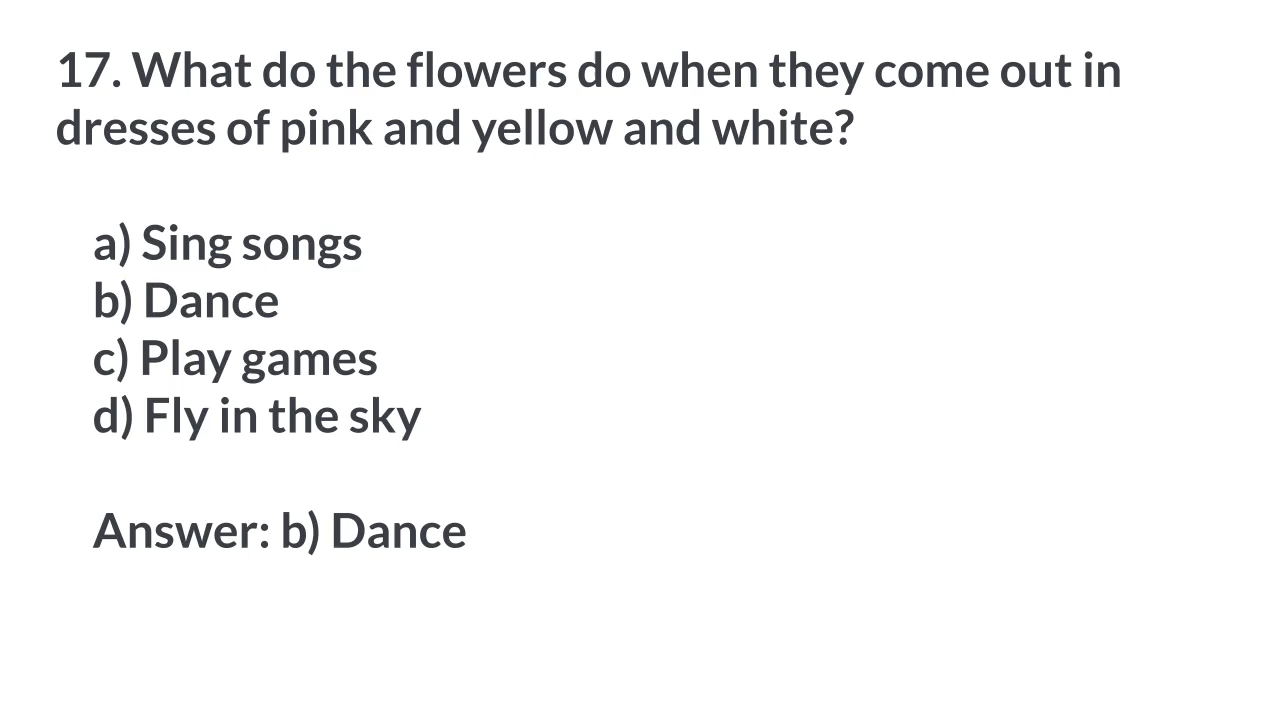 17. What do the flowers do when they come out in
dresses of pink and yellow and white?
a) Sing songs
b) Dance
c) Play games
d) Fly in the sky
Answer: b) Dance